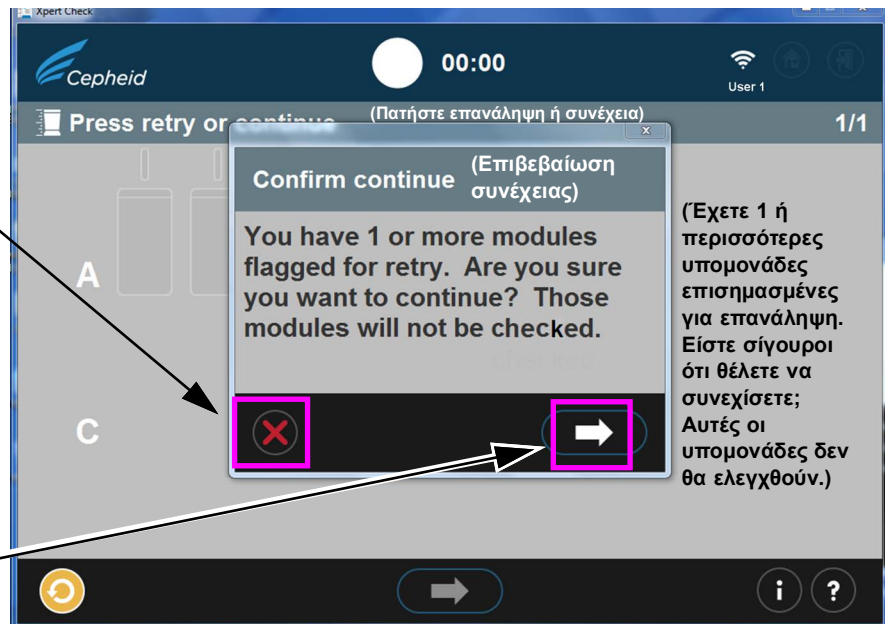 Xpert Check
Cepheid
00:00
User 1
Press retry or continue
(Πατήστε επανάληψη ή συνέχεια)
1/1
x
Confirm continue
(Επιβεβαίωση
συνέχειας)
You have 1 or more modules
flagged for retry. Are you sure
you want to continue? Those
modules will not be checked.
A
C
(Έχετε 1 ή
περισσότερες
υπομονάδες
επισημασμένες
για επανάληψη.
Είστε σίγουροι
ότι θέλετε να
συνεχίσετε;
Αυτές οι
υπομονάδες δεν
θα ελεγχθούν.)
i
?